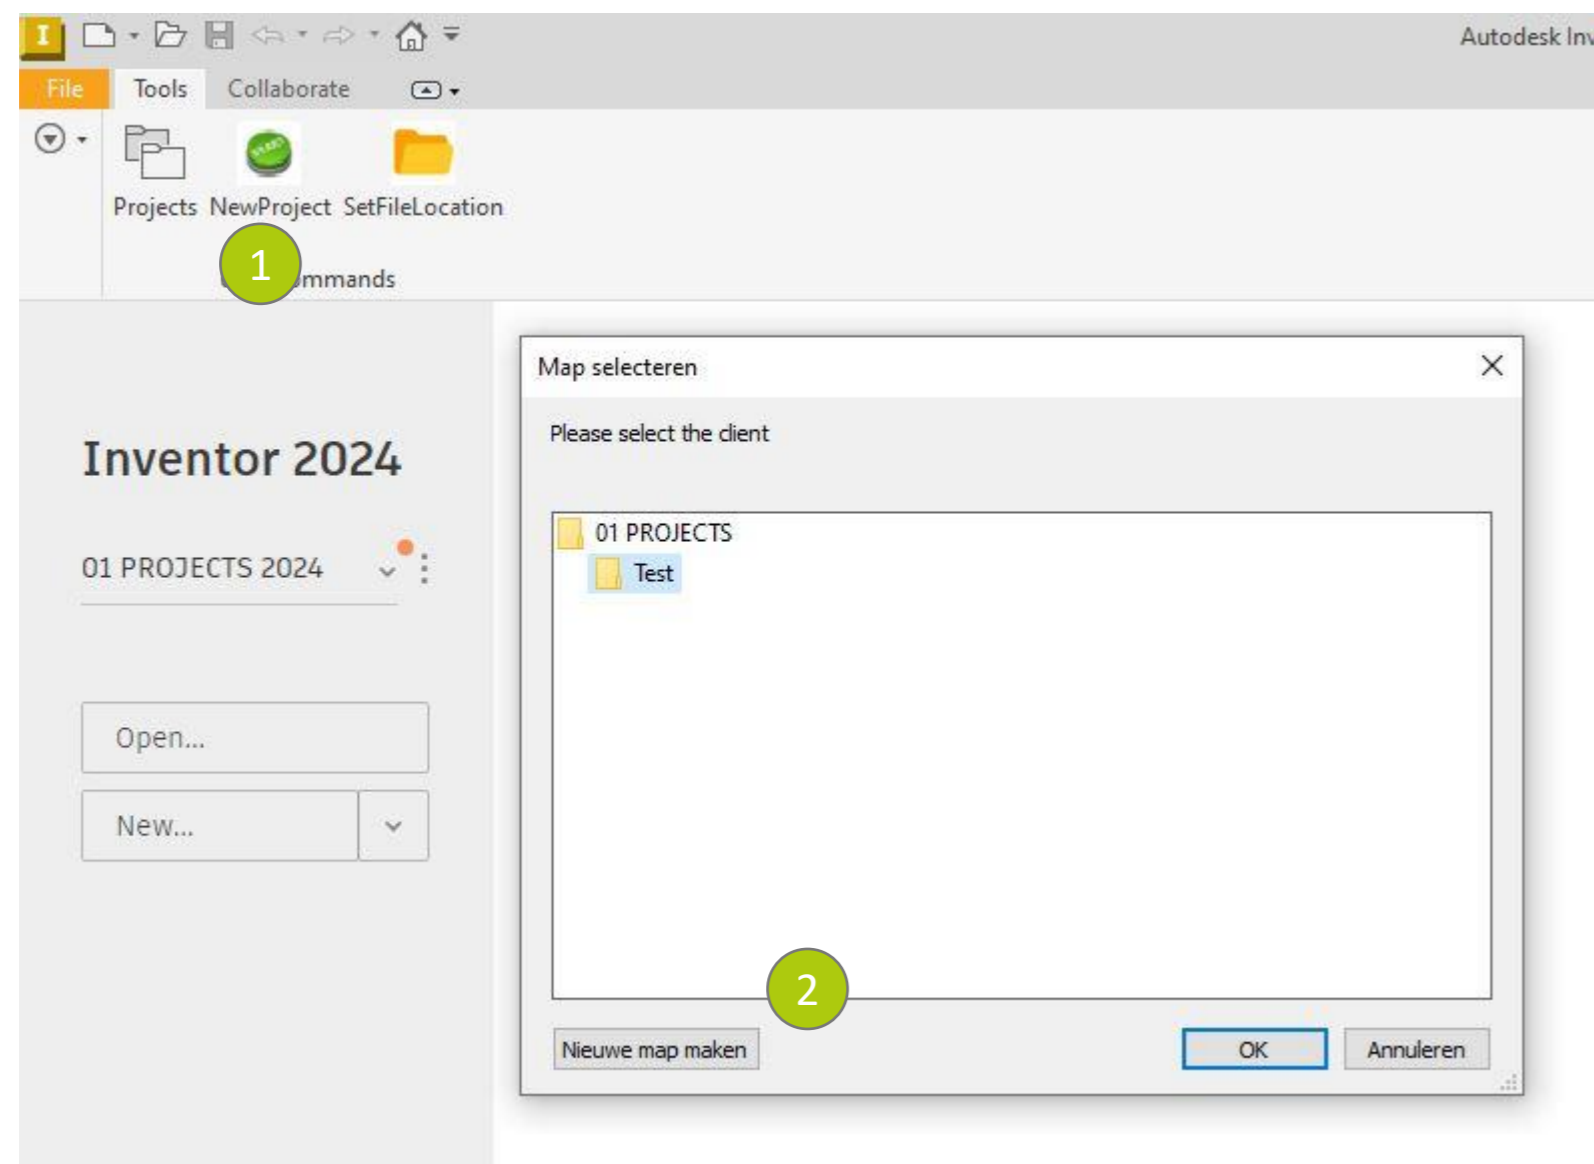 I
Autodesk Inv
File Tools Collaborate
Projects NewProject SetFileLocation
1
mmands
Map selecteren
Please select the client
Inventor 2024
01 PROJECTS
Test
01 PROJECTS 2024
Open...
New...
2
Nieuwe map maken OK Annuleren